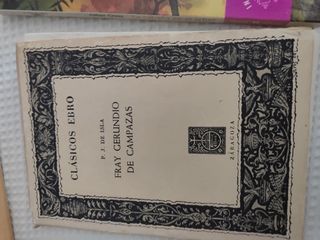 CLÁSICOS EBRO
P. J. DE ISLA
FRAY GERUNDIO
DE CAMPAZAS
ZARAGOZA